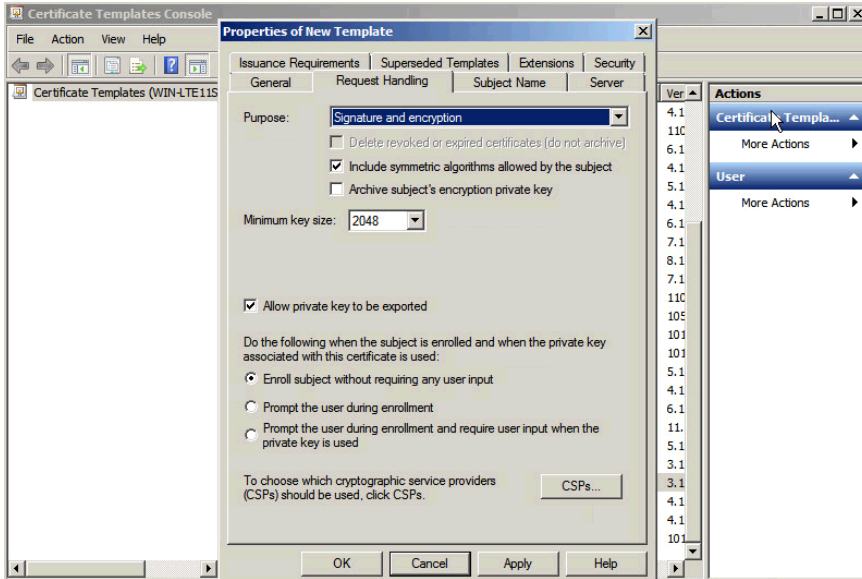 Certificate Templates Console
File Action View Help
Certificate Templates (WIN-LTE11S
Properties of New Template
Issuance Requirements Superseded Templates Extensions Security
General Request Handling Subject Name Server
Purpose: Signature and encryption
Delete revoked or expired certificates (do not archive)
Include symmetric algorithms allowed by the subject
Archive subject's encryption private key
Minimum key size: 2048
Allow private key to be exported
Do the following when the subject is enrolled and when the private key
associated with this certificate is used:
Enroll subject without requiring any user input
Prompt the user during enrollment
Prompt the user during enrollment and require user input when the
private key is used
To choose which cryptographic service providers
(CSPs) should be used, click CSPs.
CSPs...
OK Cancel Apply Help
Ver
4.1
110
6.1
4.1
5.1
4.1
6.1
7.1
8.1
7.1
110
105
101
101
5.1
4.1
6.1
11.
5.1
3.1
3.1
4.1
4.1
101
Actions
Certificate Templa...
More Actions
User
More Actions